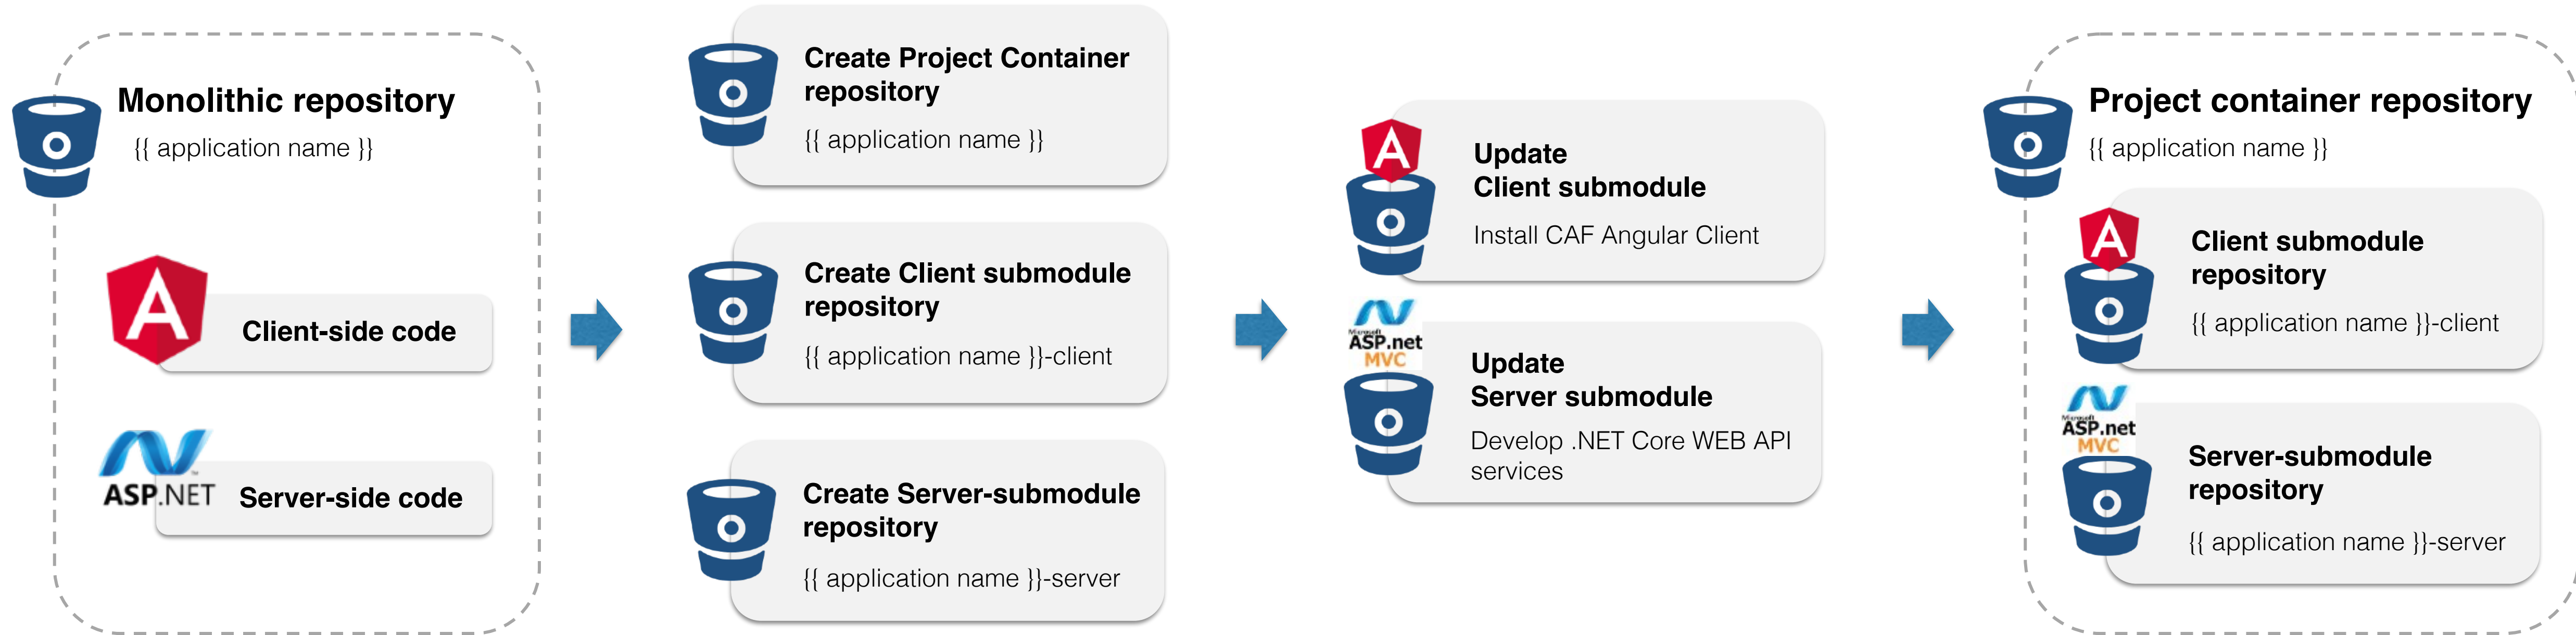 Monolithic repository
{{ application name }}
A
Client-side code
ASP.NET
Server-side code
Create Project Container
repository
{{ application name }}
Create Client submodule
repository
{{ application name }}-client
Create Server-submodule
repository
{{ application name }}-server
A
Update
Client submodule
Install CAF Angular Client
Microsoft
ASP.net
MVC
Update
Server submodule
Develop .NET Core WEB API
services
Project container repository
{{ application name }}
A
Client submodule
repository
{{ application name }}-client
Microsoft
ASP.net
MVC
Server-submodule
repository
{{ application name }}-server